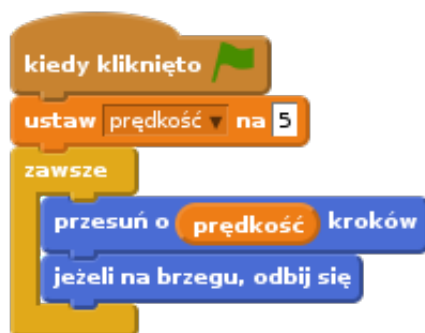 kiedy kliknięto
ustaw prędkość na 5
zawsze
przesuń o prędkość kroków
jeżeli na brzegu, odbij się